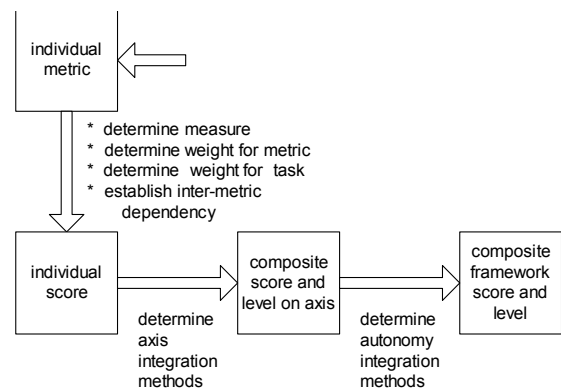 individual
metric
* determine measure
* determine weight for metric
* determine weight for task
* establish inter-metric
dependency
individual
score
composite
score and
level on axis
composite
framework
score and
level
determine
axis
integration
methods
determine
autonomy
integration
methods